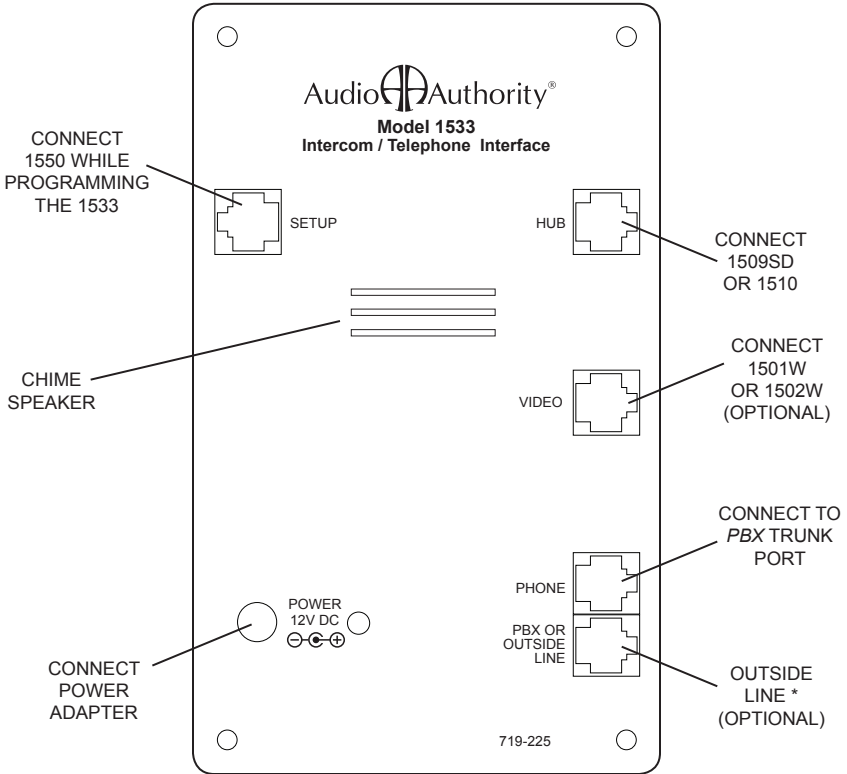 Audio Authority®
Model 1533
Intercom / Telephone Interface
CONNECT
1550 WHILE
PROGRAMMING
THE 1533
SETUP
HUB
CONNECT
1509SD
OR 1510
CHIME
SPEAKER
VIDEO
CONNECT
1501W
OR 1502W
(OPTIONAL)
PHONE
CONNECT TO
PBX TRUNK
PORT
POWER
12V DC
CONNECT
POWER
ADAPTER
PBX OR
OUTSIDE
LINE
OUTSIDE
LINE *
(OPTIONAL)
719-225